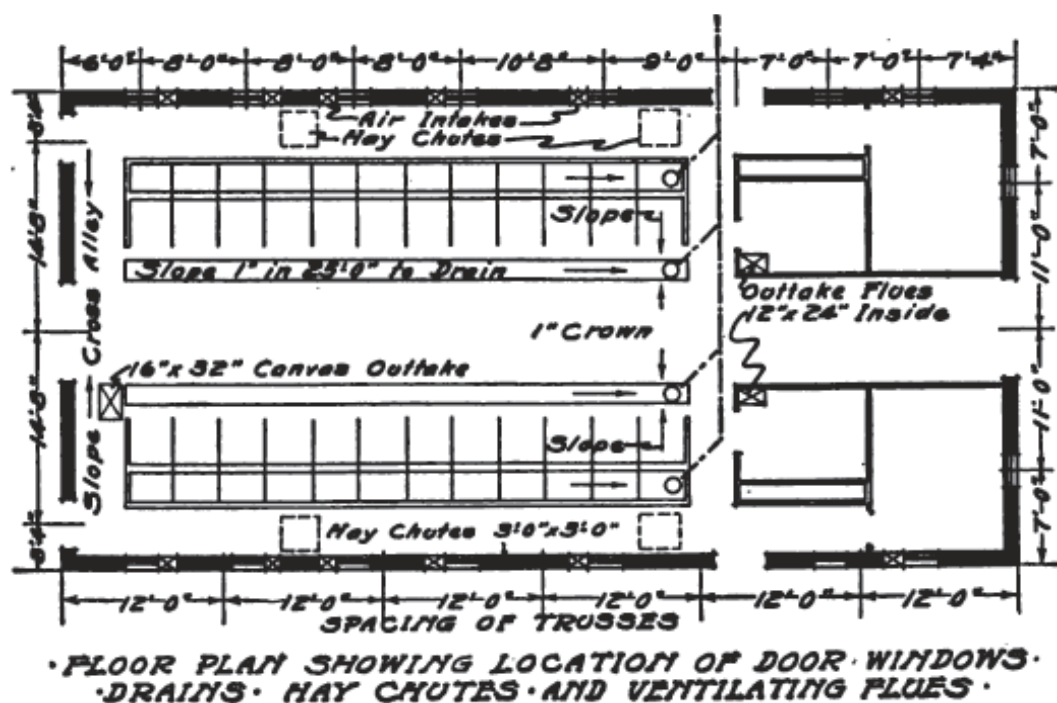 6'-0" 8'-0" 8'-0" 8'-0" 10'-8" 9'-0" 7'-0" 7'-0" 7'-4"
Air Intakes
Hay Chutes
7'-0"
14'-8"
Cross Alley
Slope
11'-0"
Slope 1" in 25'-0" to Drain
Outtake Flues
12"x 24" Inside
1" Crown
16"x 32" Canvas Outtake
14'-8"
Slope
11'-0"
Slope
7'-0"
Hay Chutes 3'-0"x3'-0"
12'-0" 12'-0" 12'-0" 12'-0" 12'-0" 12'-0"
SPACING OF TRUSSES
·FLOOR PLAN SHOWING LOCATION OF DOOR·WINDOWS·
·DRAINS· HAY CHUTES·AND VENTILATING FLUES·